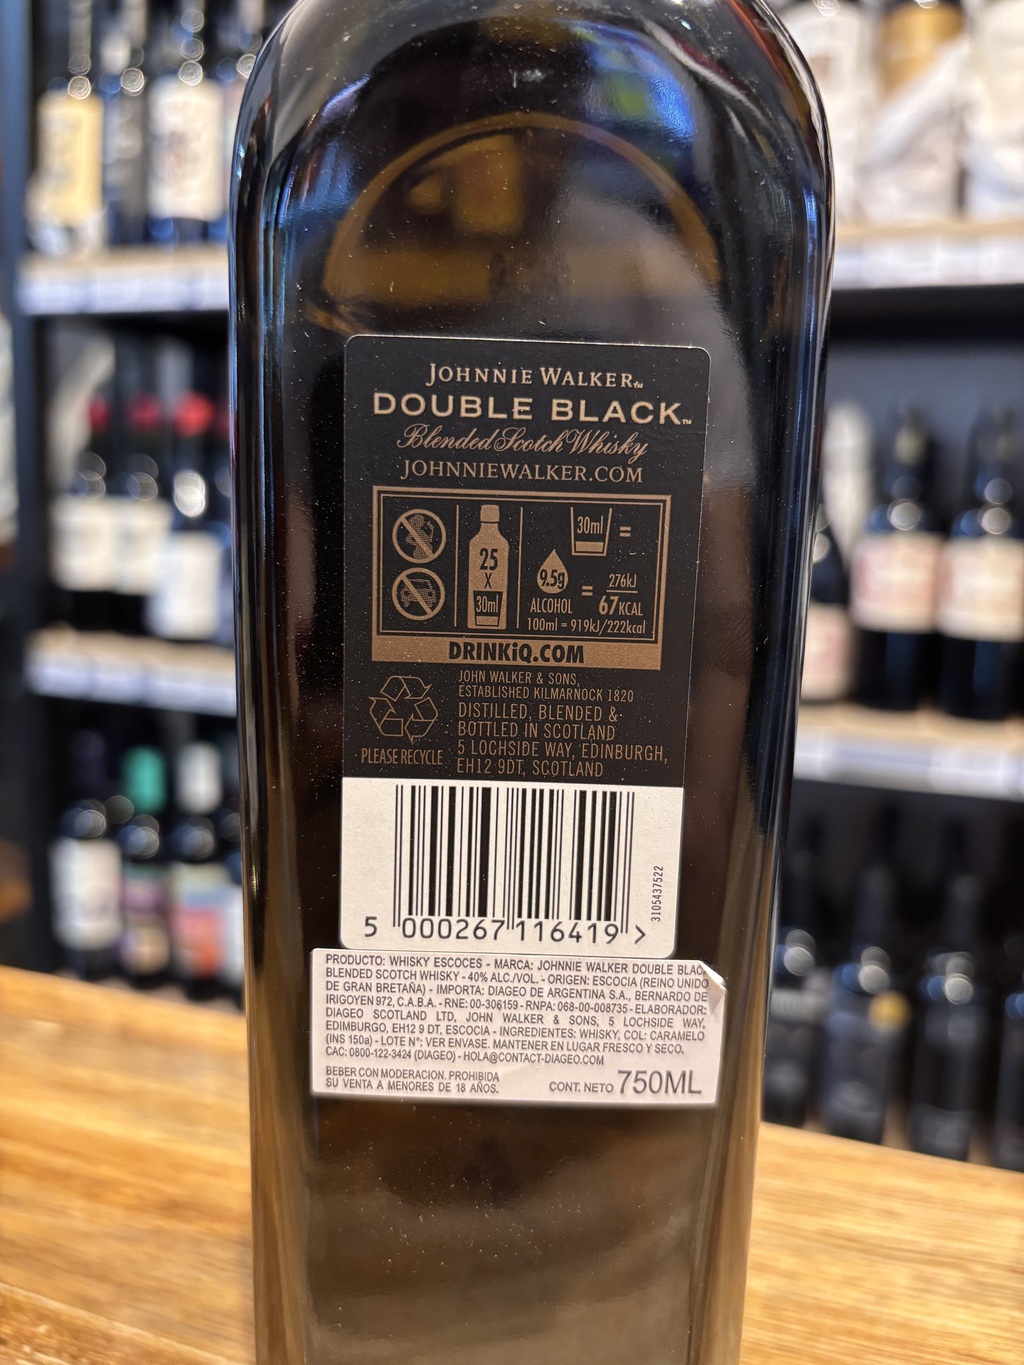 JOHNNIE WALKER™
DOUBLE BLACK™
Blended Scotch Whisky
JOHNNIEWALKER.COM
25
X
30ml
30ml =
9.5g
ALCOHOL
= 276kJ
67KCAL
100ml = 919kJ/222kcal
DRINKiQ.COM
PLEASE RECYCLE
JOHN WALKER & SONS,
ESTABLISHED KILMARNOCK 1820
DISTILLED, BLENDED &
BOTTLED IN SCOTLAND
5 LOCHSIDE WAY, EDINBURGH,
EH12 9DT, SCOTLAND
3105437522
5 000267 116419 >
PRODUCTO: WHISKY ESCOCES - MARCA: JOHNNIE WALKER DOUBLE BLAC
BLENDED SCOTCH WHISKY - 40% ALC./VOL. - ORIGEN: ESCOCIA (REINO UNIDO
DE GRAN BRETAÑA) - IMPORTA: DIAGEO DE ARGENTINA S.A., BERNARDO DE
IRIGOYEN 972, C.A.B.A. - RNE: 00-306159 - RNPA: 068-00-008735 - ELABORADOR:
DIAGEO SCOTLAND LTD, JOHN WALKER & SONS, 5 LOCHSIDE WAY,
EDIMBURGO, EH12 9 DT, ESCOCIA - INGREDIENTES: WHISKY, COL: CARAMELO
(INS 150a) - LOTE N°: VER ENVASE. MANTENER EN LUGAR FRESCO Y SECO.
CAC: 0800-122-3424 (DIAGEO) - HOLA@CONTACT-DIAGEO.COM
BEBER CON MODERACION. PROHIBIDA
SU VENTA A MENORES DE 18 AÑOS.
CONT. NETO 750ML